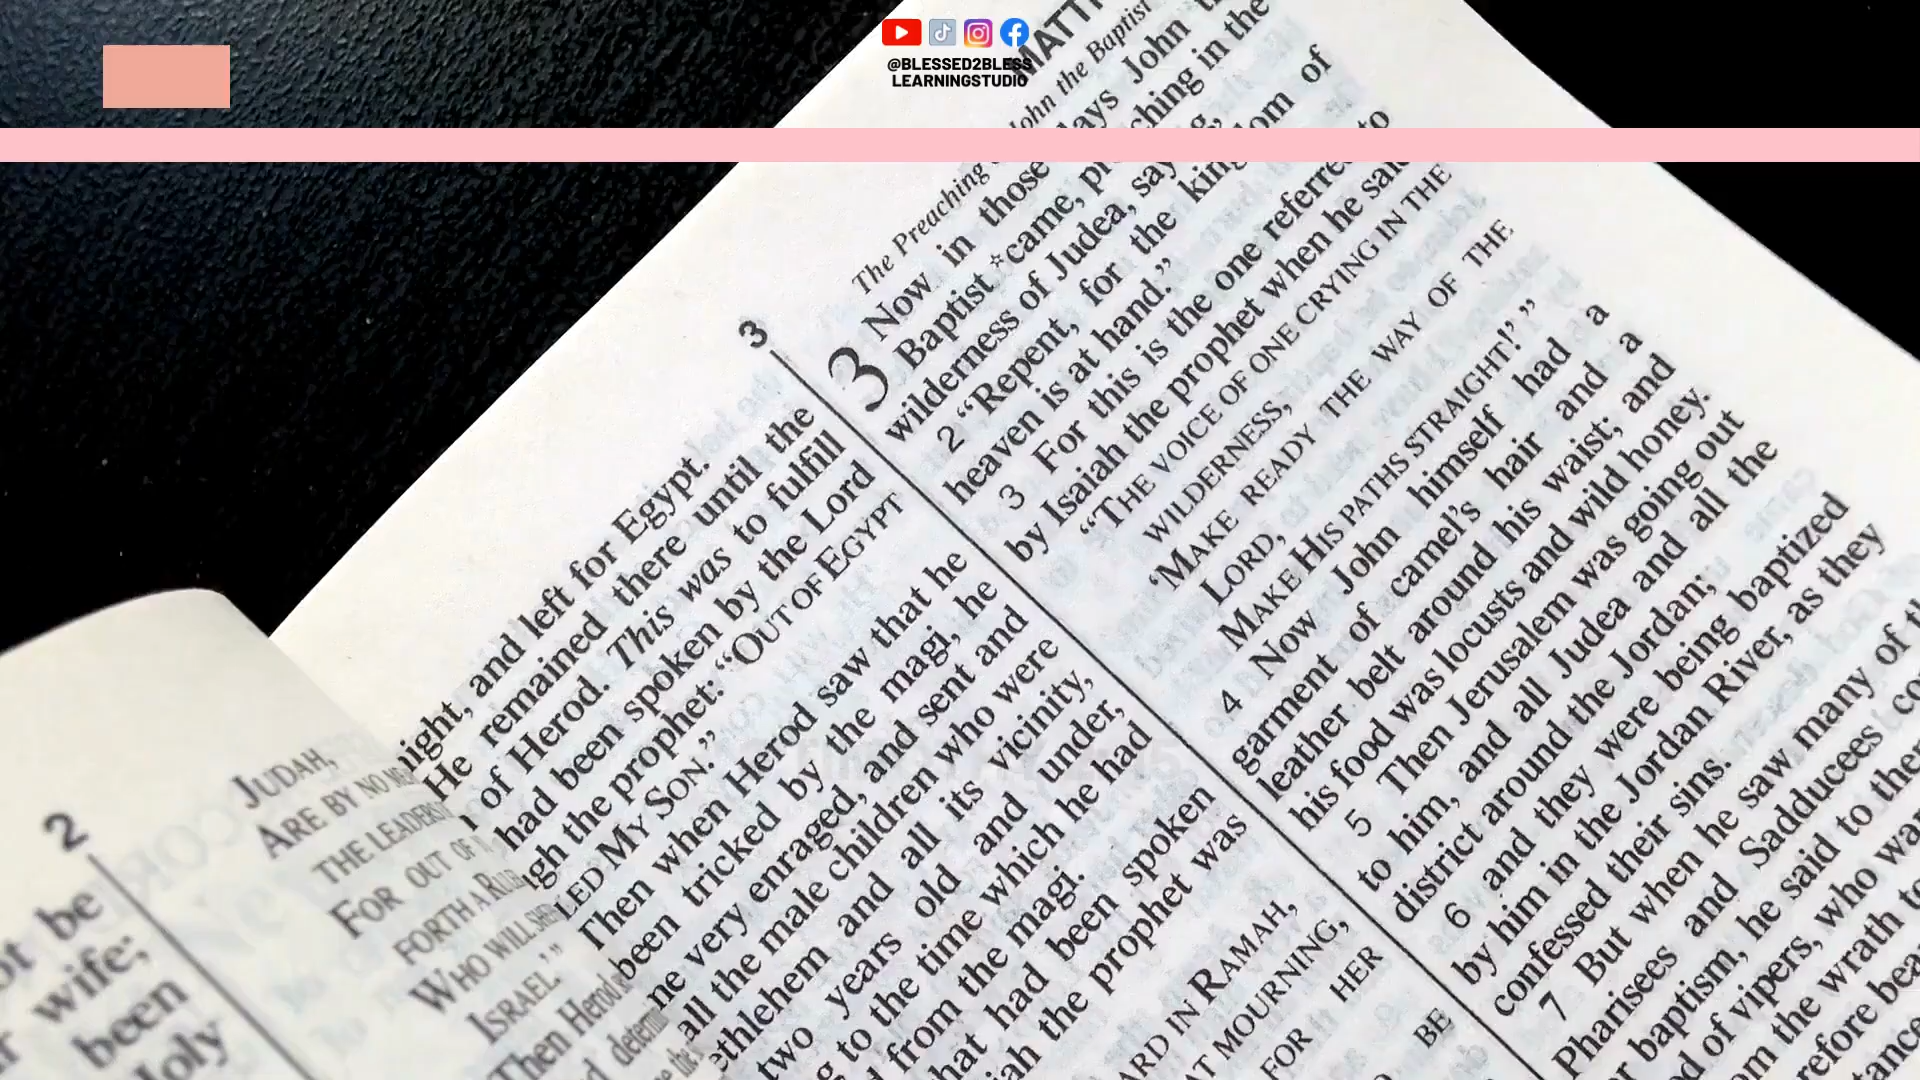 @BLESSED2BLESS
LEARNINGSTUDIO
MATT
The Preaching
John the Baptist
3 Now in those days John
Baptist *came,
ching in the
wilderness of Judea,
2 "Repent, for the
dom of
heaven is at hand."
3 For this is the one referred to
by Isaiah the prophet when he said
"THE VOICE OF ONE CRYING IN THE
WILDERNESS,
'MAKE READY THE WAY OF THE
LORD,
MAKE HIS PATHS STRAIGHT!' "
4 Now John himself had a
garment of camel's hair and a
leather belt around his waist; and
his food was locusts and wild honey.
5 Then Jerusalem was going out
to him, and all Judea and all the
district around the Jordan;
6 and they were being baptized
by him in the Jordan River, as they
confessed their sins.
7 But when he saw many of
Pharisees and Sadducees
baptism, he said to
of vipers, who
the wrath
3
night, and left for Egypt.
He remained there until the
of Herod. This was to fulfill
had been spoken by the Lord
the prophet: "OUT OF EGYPT
LED MY SON."
Then when Herod saw that he
been tricked by the magi, he
very enraged, and sent and
all the male children who were
ethlehem and all its vicinity,
two years old and under,
to the time which he had
from the magi.
had been spoken
the prophet was
ARD IN RAMAH,
MOURNING,
FOR HER
BE
2
JUDAH,
ARE BY NO
THE LEADERS
FOR OUT OF
FORTH A
WHO WILL
ISRAEL.' "
Then Herod
be
wife;
been